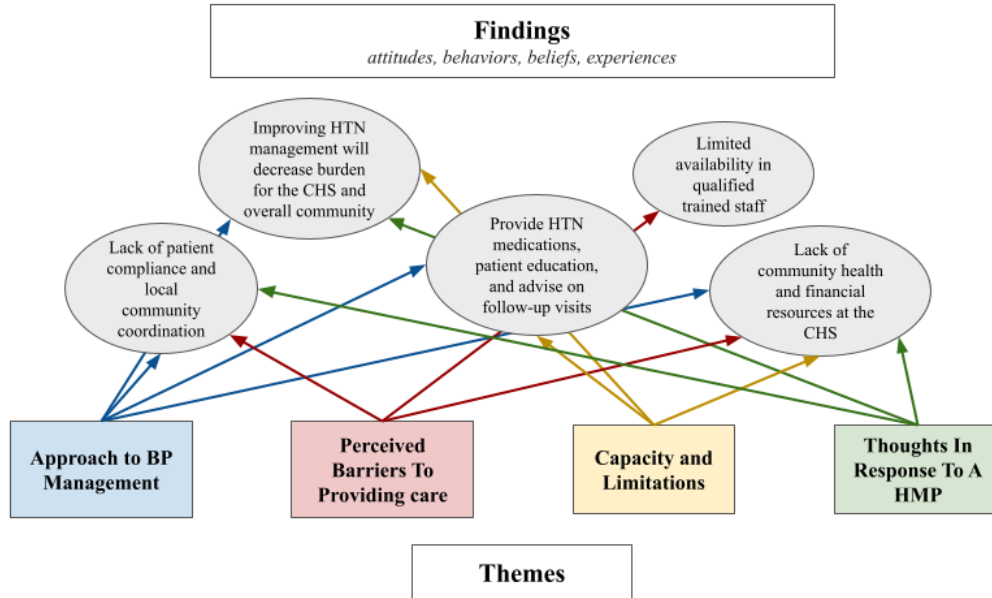 Findings
attitudes, behaviors, beliefs, experiences
Improving HTN
management will
decrease burden
for the CHS and
overall community
Limited
availability in
qualified
trained staff
Lack of patient
compliance and
local
community
coordination
Provide HTN
medications,
patient education,
and advise on
follow-up visits
Lack of
community health
and financial
resources at the
CHS
Approach to BP
Management
Perceived
Barriers To
Providing care
Capacity and
Limitations
Thoughts In
Response To A
HMP
Themes